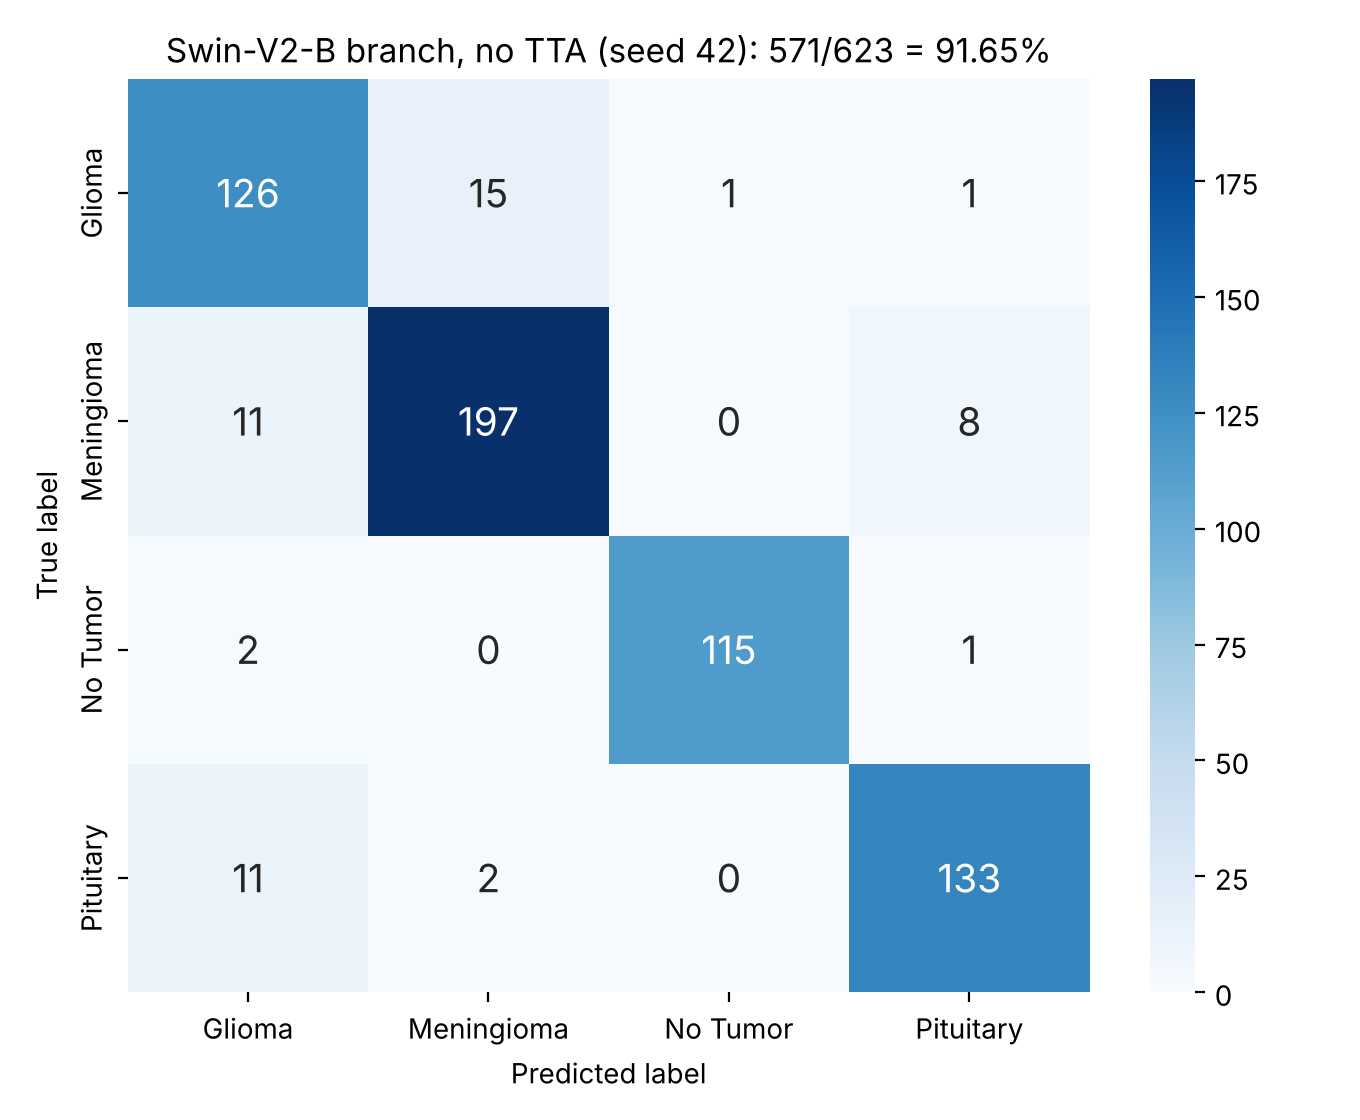 Swin-V2-B branch, no TTA (seed 42): 571/623 = 91.65%
True label
Glioma
126 15 1 1
Meningioma
11 197 0 8
No Tumor
2 0 115 1
Pituitary
11 2 0 133
Glioma Meningioma No Tumor Pituitary
Predicted label
175
150
125
100
75
50
25
0